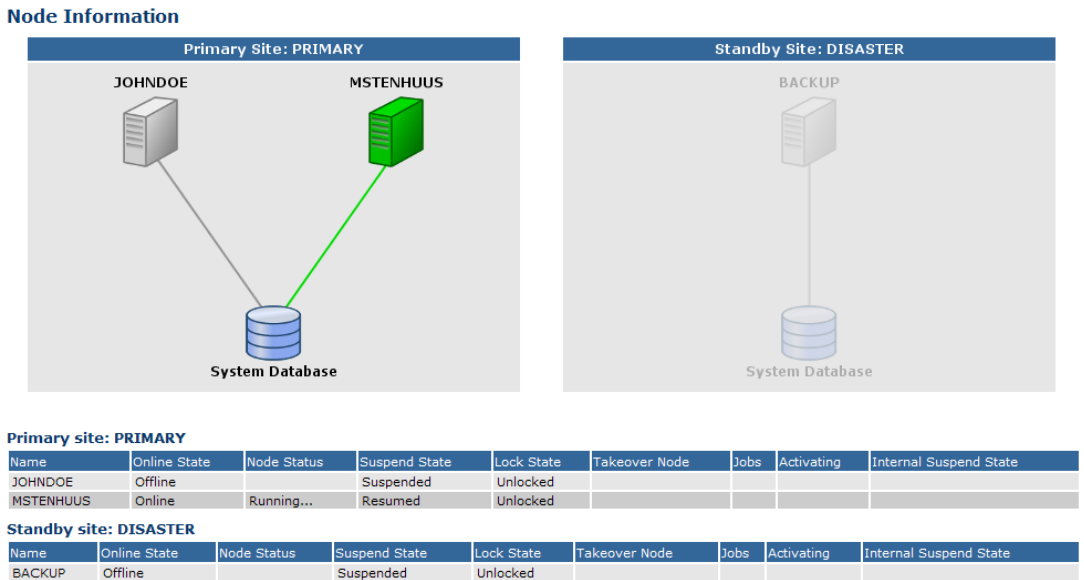 Node Information
Primary Site: PRIMARY
Standby Site: DISASTER
JOHNDOE
MSTENHUUS
BACKUP
System Database
System Database
Primary site: PRIMARY
Name Online State Node Status Suspend State Lock State Takeover Node Jobs Activating Internal Suspend State
JOHNDOE Offline Suspended Unlocked
MSTENHUUS Online Running... Resumed Unlocked
Standby site: DISASTER
Name Online State Node Status Suspend State Lock State Takeover Node Jobs Activating Internal Suspend State
BACKUP Offline Suspended Unlocked